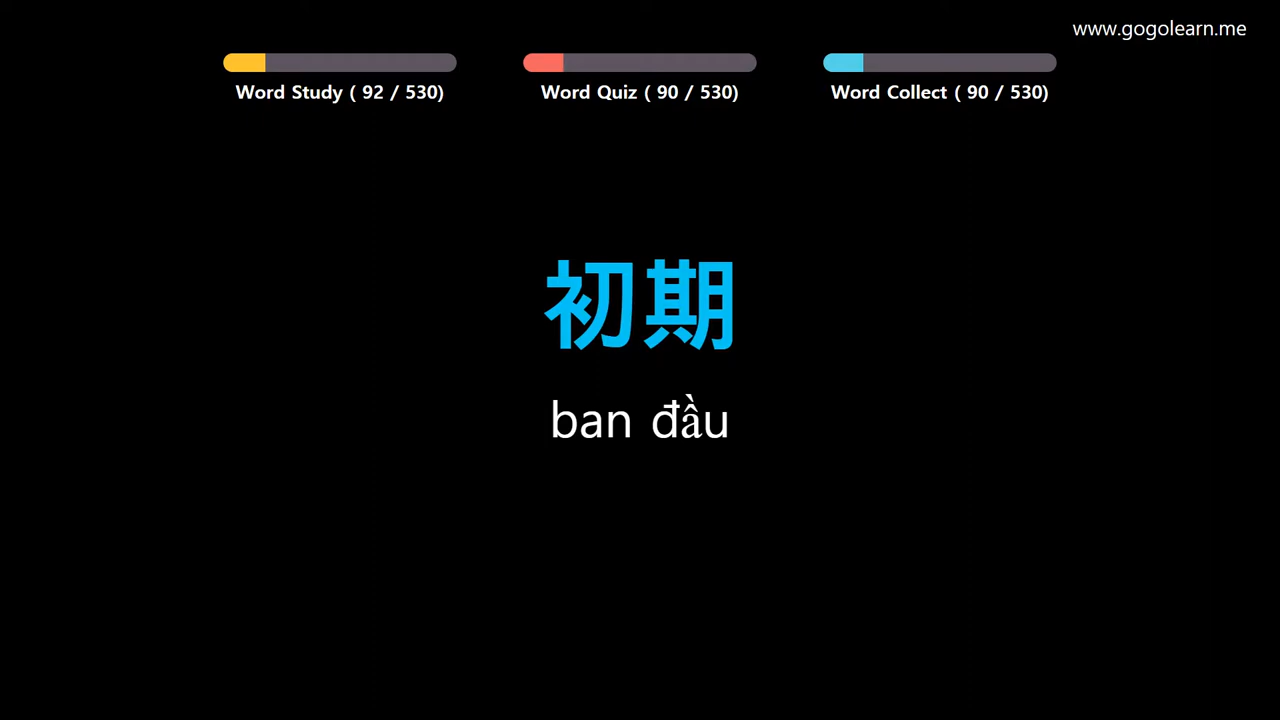 www.gogolearn.me
Word Study ( 92 / 530)
Word Quiz ( 90 / 530)
Word Collect ( 90 / 530)
初期
ban đầu